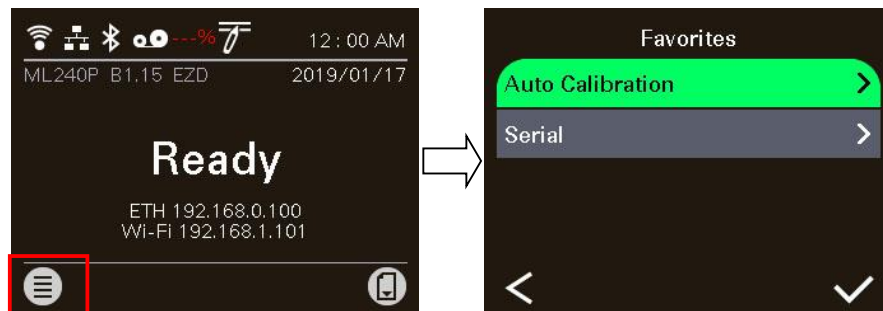 ---%
12:00 AM
ML240P B1.15 EZD
2019/01/17
Ready
ETH 192.168.0.100
Wi-Fi 192.168.1.101
Favorites
Auto Calibration
Serial